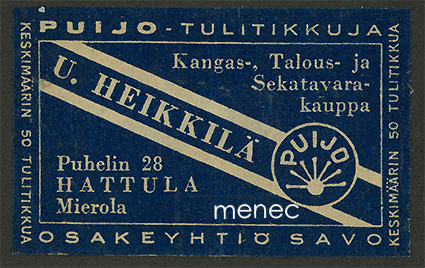 PUIJO-TULITIKKUJA
KESKIMÄÄRIN 50 TULITIKKUA
Kangas-, Talous- ja
Sekatavara-
kauppa
U. HEIKKILÄ
PUIJO
Puhelin 28
HATTULA
Mierola
menec
KESKIMÄÄRIN 50 TULITIKKUA
OSAKEYHTIÖ SAVO